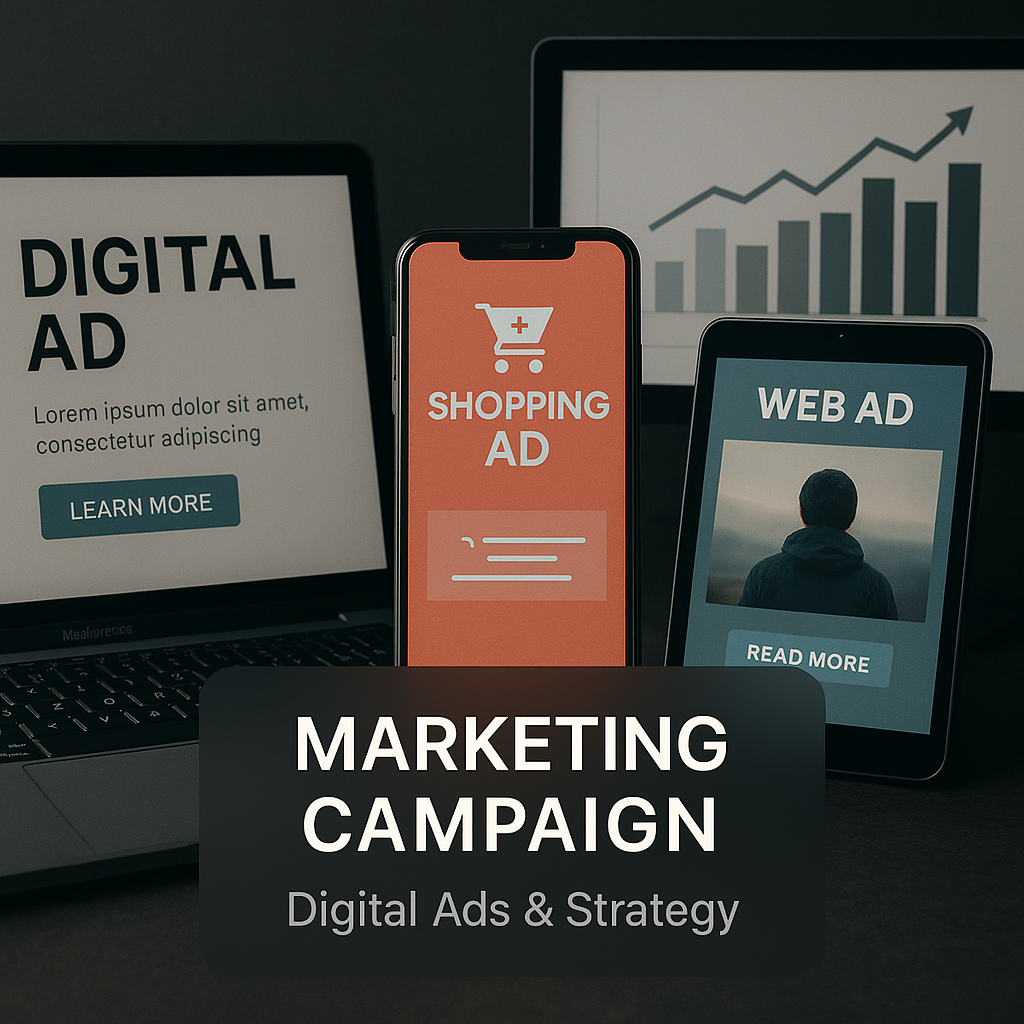 DIGITAL
AD
Lorem ipsum dolor sit amet,
consectetur adipiscing
LEARN MORE
SHOPPING
AD
WEB AD
READ MORE
MARKETING
CAMPAIGN
Digital Ads & Strategy